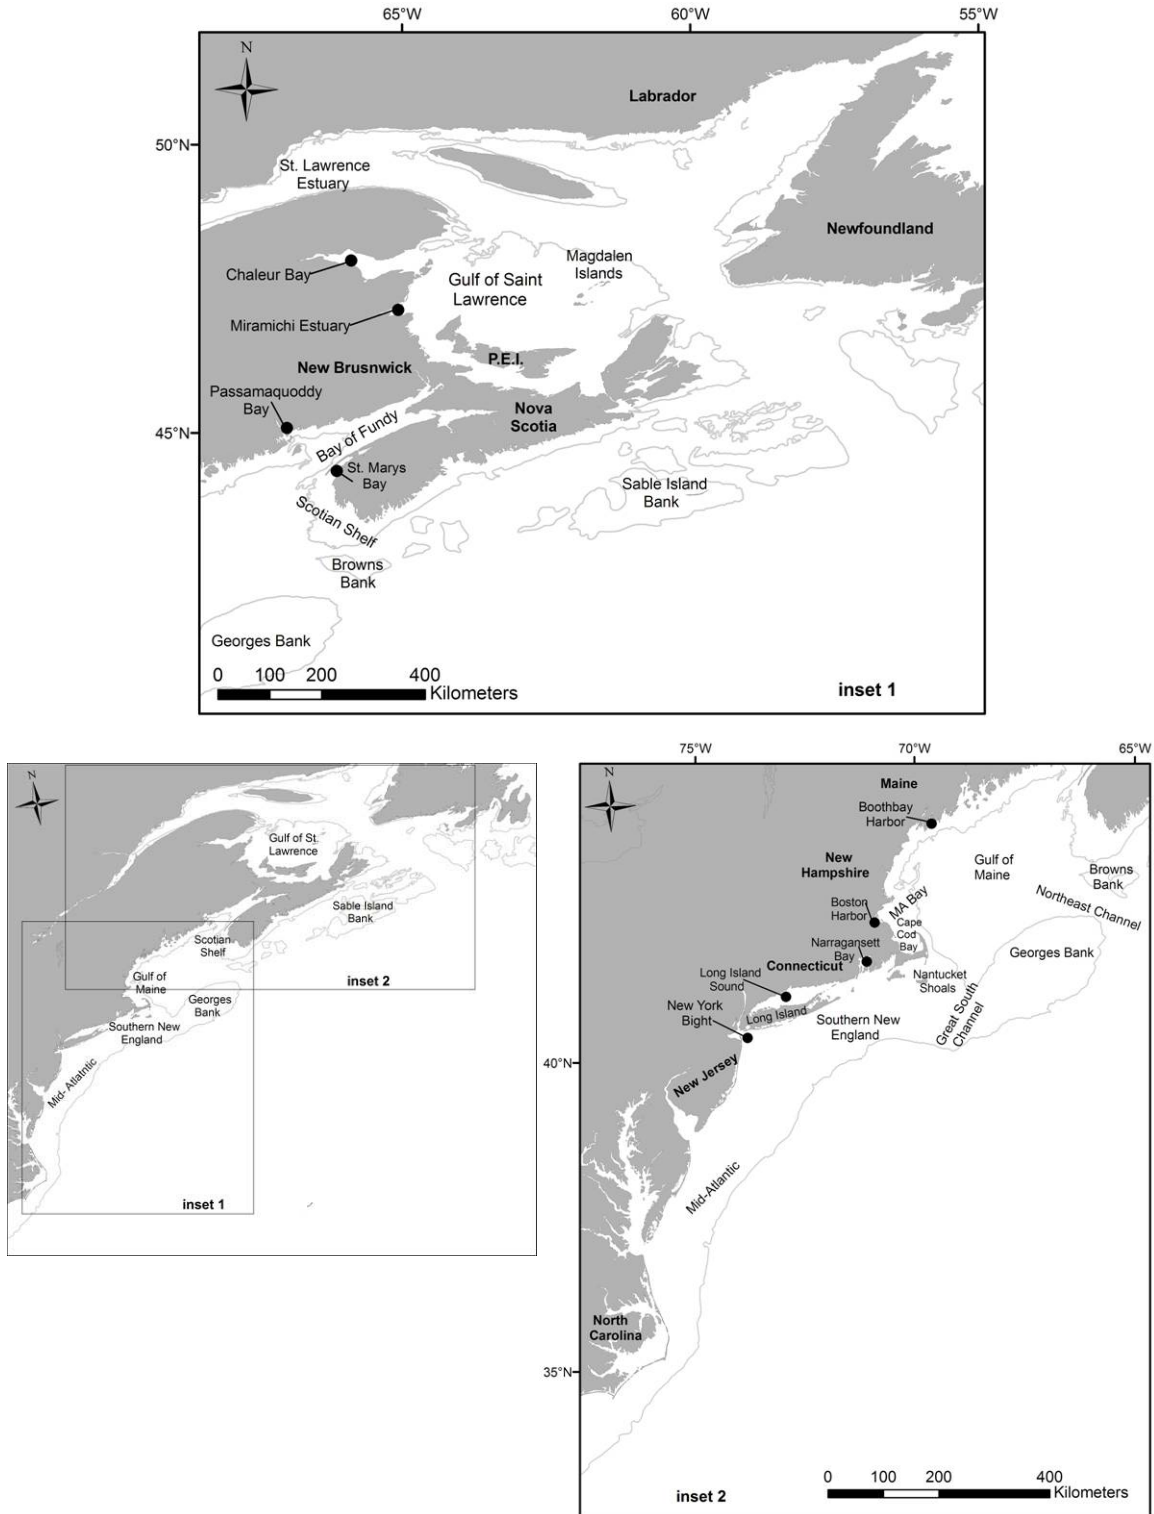 65°W
60°W
55°W
N
Labrador
50°N
St. Lawrence
Estuary
Newfoundland
Magdalen
Islands
Chaleur Bay
Gulf of Saint
Lawrence
Miramichi Estuary
P.E.I.
New Brusnwick
Passamaquoddy
Bay
Nova
Scotia
Bay of Fundy
45°N
St. Marys
Bay
Sable Island
Bank
Scotian Shelf
Browns
Bank
Georges Bank
0 100 200 400
Kilometers
inset 1
N
Gulf of St.
Lawrence
Sable Island
Bank
Scotian
Shelf
Gulf of
Maine
inset 2
Georges
Bank
Southern New
England
Mid- Atlatntic
inset 1
75°W
70°W
65°W
N
Maine
Boothbay
Harbor
New
Hampshire
Gulf of
Maine
Browns
Bank
Northeast Channel
Boston
Harbor
MA Bay
Cape
Cod
Bay
Narragansett
Bay
Georges Bank
Connecticut
Long Island
Sound
Nantucket
Shoals
New York
Bight
Long Island
Southern New
England
Great South
Channel
40°N
New Jersey
Mid-Atlantic
North
Carolina
35°N
0 100 200 400
Kilometers
inset 2